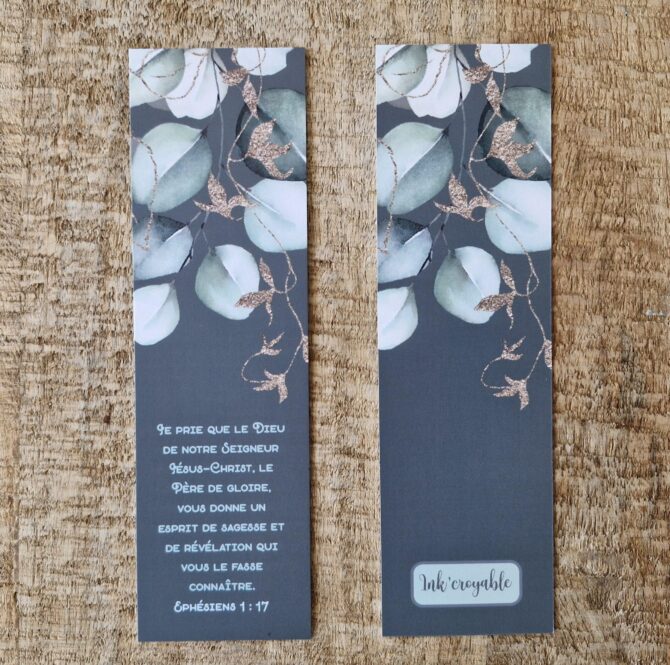 Je prie que le Dieu
de notre Seigneur
Jésus-Christ, le
Père de gloire,
vous donne un
esprit de sagesse et
de révélation qui
vous le fasse
connaître.
Ephésiens 1 : 17
Ink'croyable